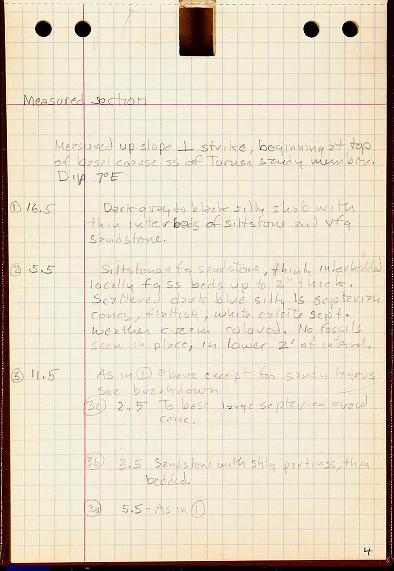 Measured section
Measured up slope ⊥ strike, beginning at top
of basal coarse ss of Turner sandy member.
Dip 7°E
① 16.5 Dark gray to black silty shale with
thin interbeds of siltstone and vfg
sandstone.
② 5.5 Siltstone & fg sandstone, thinly interbedded
locally fg ss beds up to 2" thick.
Scattered dark blue silty ls septarian
concs, flattish, white calcite sept.
weather cream colored. No fossils
seen in place, in lower 2' of interval.
③ 11.5 As in ① above except for sandy layers
see breakdown
3c 2.5 To base large septarian ovoid
conc.
3b 3.5 Sandstone with shly partings, thin
bedded.
3a 5.5 - As in ①
4